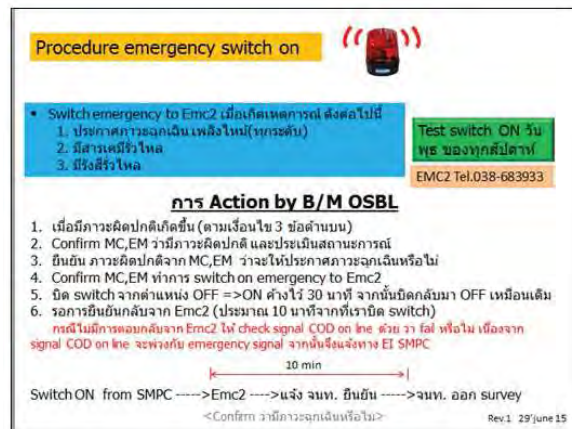 Procedure emergency switch on
• Switch emergency to Emc2 เมื่อเกิดเหตการณ์ ดังต่อไปนี้
1. ประกาศภาวะฉุกเฉิน เพลิงไหม้(ทุกระดับ)
2. มีสารเคมีรั่วไหล
3. มีรังสีรั่วไหล
Test switch ON วัน
พุธ ของทุกสัปดาห์
EMC2 Tel.038-683933
การ Action by B/M OSBL
1. เมื่อมีภาวะผิดปกติเกิดขึ้น (ตามเงื่อนไข 3 ข้อด้านบน)
2. Confirm MC,EM ว่ามีภาวะผิดปกติ และประเมินสถานะการณ์
3. ยืนยัน ภาวะผิดปกติจาก MC,EM ว่าจะให้ประกาศภาวะฉุกเฉินหรือไม่
4. Confirm MC,EM ทำการ switch on emergency to Emc2
5. บิด switch จากตำแหน่ง OFF =>ON ค้างไว้ 30 นาที จากนั้นบิดกลับมา OFF เหมือนเดิม
6. รอการยืนยันกลับจาก Emc2 (ประมาณ 10 นาทีจากที่เราบิด switch)
กรณีไม่มีการตอบกลับจาก Emc2 ให้ check signal COD on line ด้วย ว่า fail หรือไม่ เนื่องจาก
signal COD on line จะพ่วงกับ emergency signal จากนั้นจึงแจ้งทาง EI SMPC
10 min
Switch ON from SMPC ----->Emc2 ---->แจ้ง จนท. ยืนยัน ----->จนท. ออก survey
<Confirm ว่ามีภาวะฉุกเฉินหรือไม่>
Rev.1 29'june 15